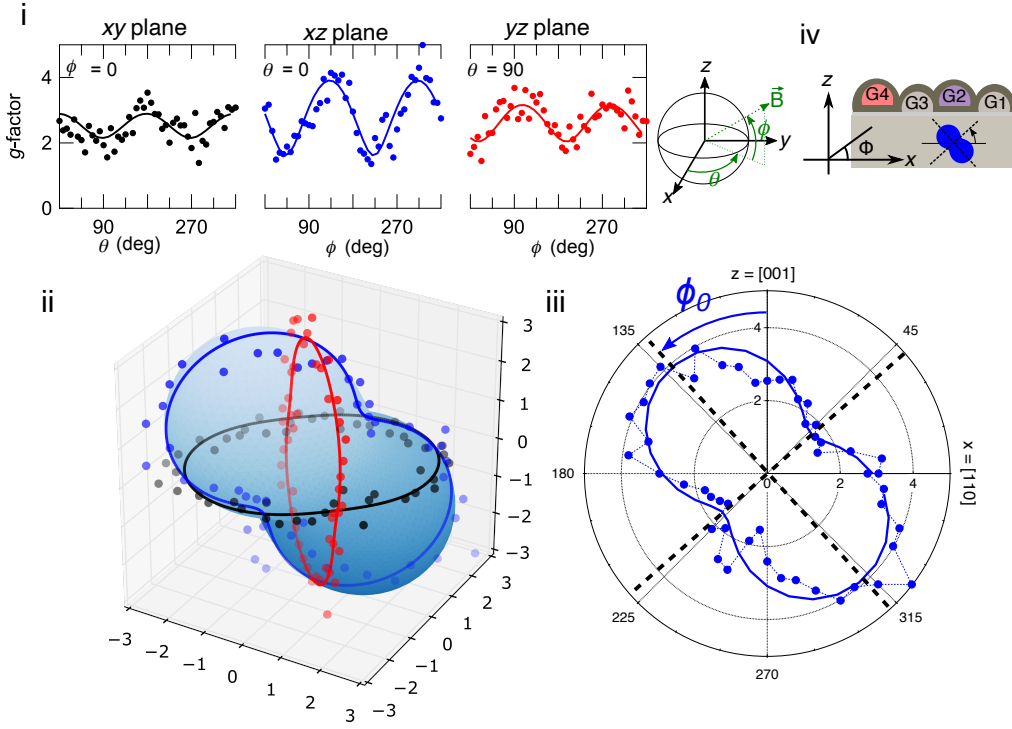 i
xy plane
xz plane
yz plane
iv
ϕ = 0
θ = 0
θ = 90
g-factor
4
2
0
90
270
90
270
90
270
θ (deg)
ϕ (deg)
ϕ (deg)
z
B
ϕ
y
θ
x
z
G4
G3
G2
G1
Φ
x
ii
3
2
1
0
−1
−2
−3
−3
−2
−1
0
1
2
3
−3
−2
−1
0
1
2
3
iii
ϕ0
z = [001]
135
45
4
2
180
0
2
4
x = [110]
225
315
270